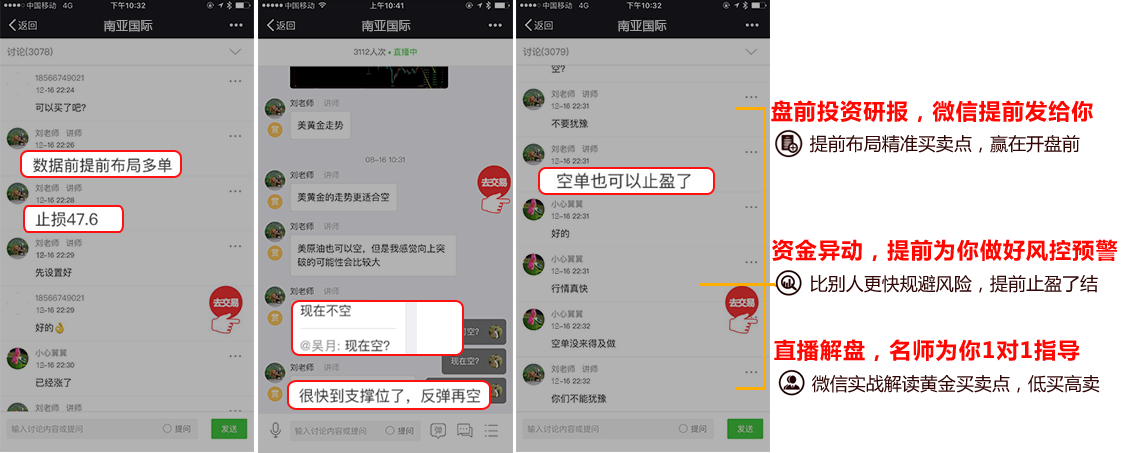 中国移动 4G
下午10:32
返回
南亚国际
讨论(3078)
18566749021
12-16 22:24
可以买了吧?
刘老师 讲师
12-16 22:26
数据前提前布局多单
刘老师 讲师
12-16 22:28
止损47.6
刘老师 讲师
12-16 22:29
先设置好
18566749021
12-16 22:29
去交易
好的👌
小心翼翼
12-16 22:30
已经涨了
刘老师 讲师
12-16 22:31
输入讨论内容或提问
提问
发送
中国移动
上午10:41
返回
南亚国际
3112人次 • 直播中
刘老师 讲师
赏
美黄金走势
08-16 10:31
去交易
刘老师 讲师
赏
美黄金的走势更适合空
刘老师 讲师
赏
美原油也可以空，但是我感觉向上突
破的可能性会比较大
刘老师 讲师
赏
现在不空
@吴月: 现在空?
可空?
现在空?
刘老师 讲师
赏
很快到支撑位了，反弹再空
弹
输入讨论内容或提问
提问
中国移动 4G
下午10:32
返回
南亚国际
讨论(3079)
空?
刘老师 讲师
12-16 22:31
不要犹豫
刘老师 讲师
12-16 22:31
空单也可以止盈了
小心翼翼
12-16 22:31
好的
小心翼翼
12-16 22:31
行情真快
去交易
小心翼翼
12-16 22:32
空单没来得及做
刘老师 讲师
12-16 22:32
你们不能犹豫
输入讨论内容或提问
提问
发送
盘前投资研报，微信提前发给你
提前布局精准买卖点，赢在开盘前
资金异动，提前为你做好风控预警
比别人更快规避风险，提前止盈了结
直播解盘，名师为你1对1指导
微信实战解读黄金买卖点，低买高卖